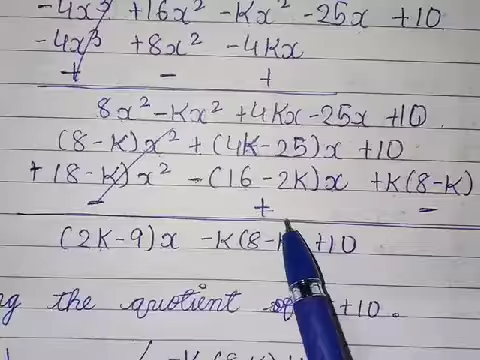 -4x³ +16x² -Kx² -25x +10
-4x³ +8x² -4Kx
+ - +
8x² -Kx² +4Kx -25x +10
(8-K)x² +(4K-25)x +10
+(8-K)x² -(16-2K)x +K(8-K)
- + -
(2K-9)x -K(8-K) +10
the quotient +10.